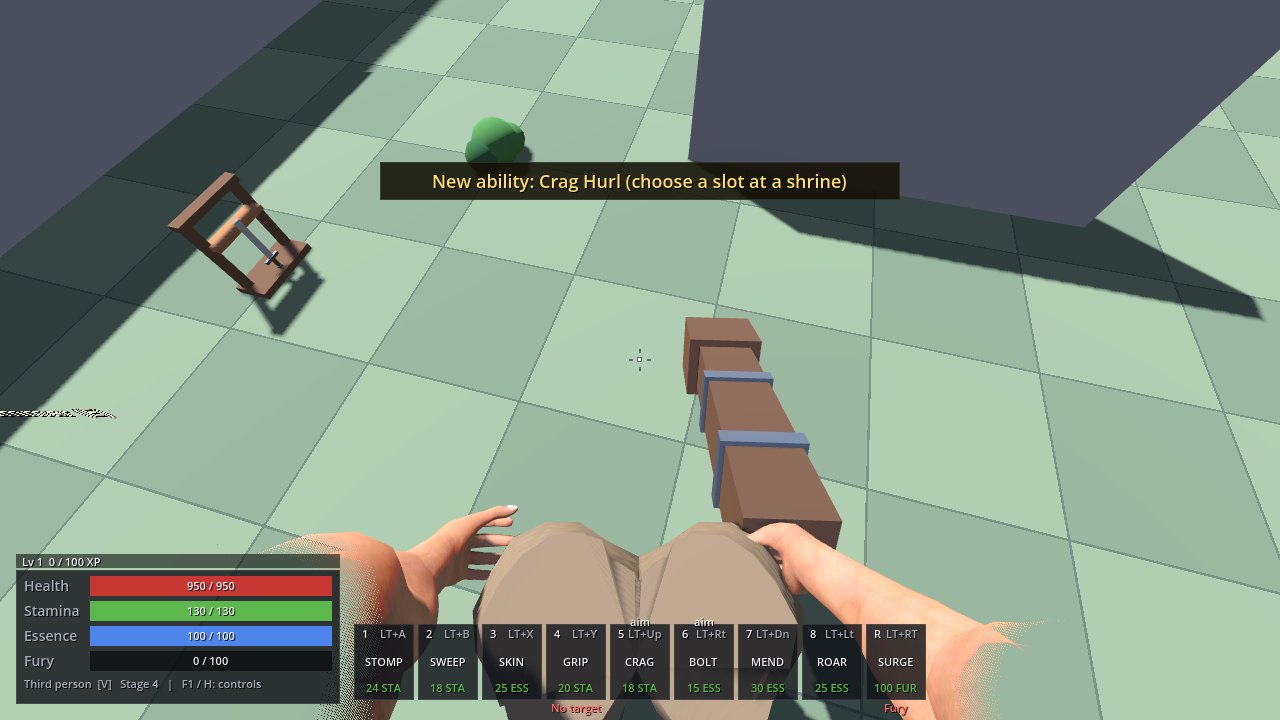 New ability: Crag Hurl (choose a slot at a shrine)
Lv 1 0 / 100 XP
Health 950 / 950
Stamina 130 / 130
Essence 100 / 100
Fury 0 / 100
Third person [V] Stage 4 | F1 / H: controls
aim aim
1 LT+A 2 LT+B 3 LT+X 4 LT+Y 5 LT+Up 6 LT+Rt 7 LT+Dn 8 LT+Lt R LT+RT
STOMP SWEEP SKIN GRIP CRAG BOLT MEND ROAR SURGE
24 STA 18 STA 25 ESS 20 STA 18 STA 15 ESS 30 ESS 25 ESS 100 FUR
No target Fury